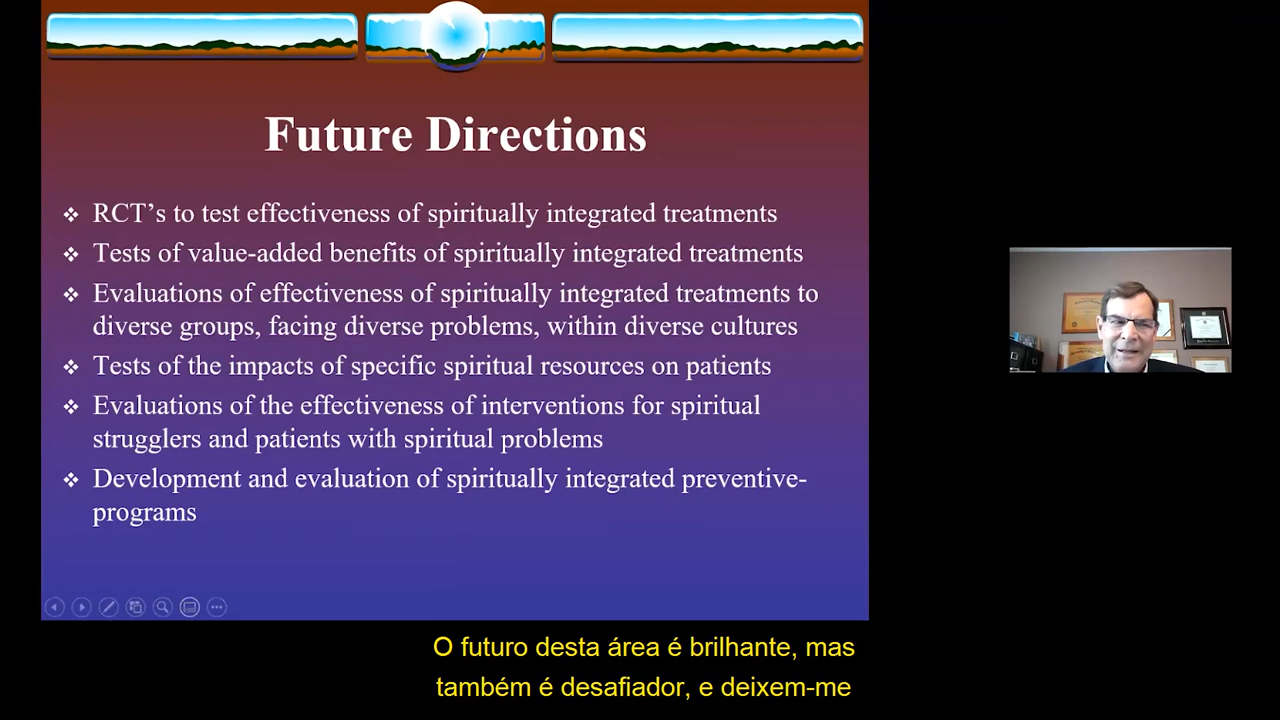 Future Directions
❖ RCT’s to test effectiveness of spiritually integrated treatments
❖ Tests of value-added benefits of spiritually integrated treatments
❖ Evaluations of effectiveness of spiritually integrated treatments to
diverse groups, facing diverse problems, within diverse cultures
❖ Tests of the impacts of specific spiritual resources on patients
❖ Evaluations of the effectiveness of interventions for spiritual
strugglers and patients with spiritual problems
❖ Development and evaluation of spiritually integrated preventive-
programs
O futuro desta área é brilhante, mas
também é desafiador, e deixem-me